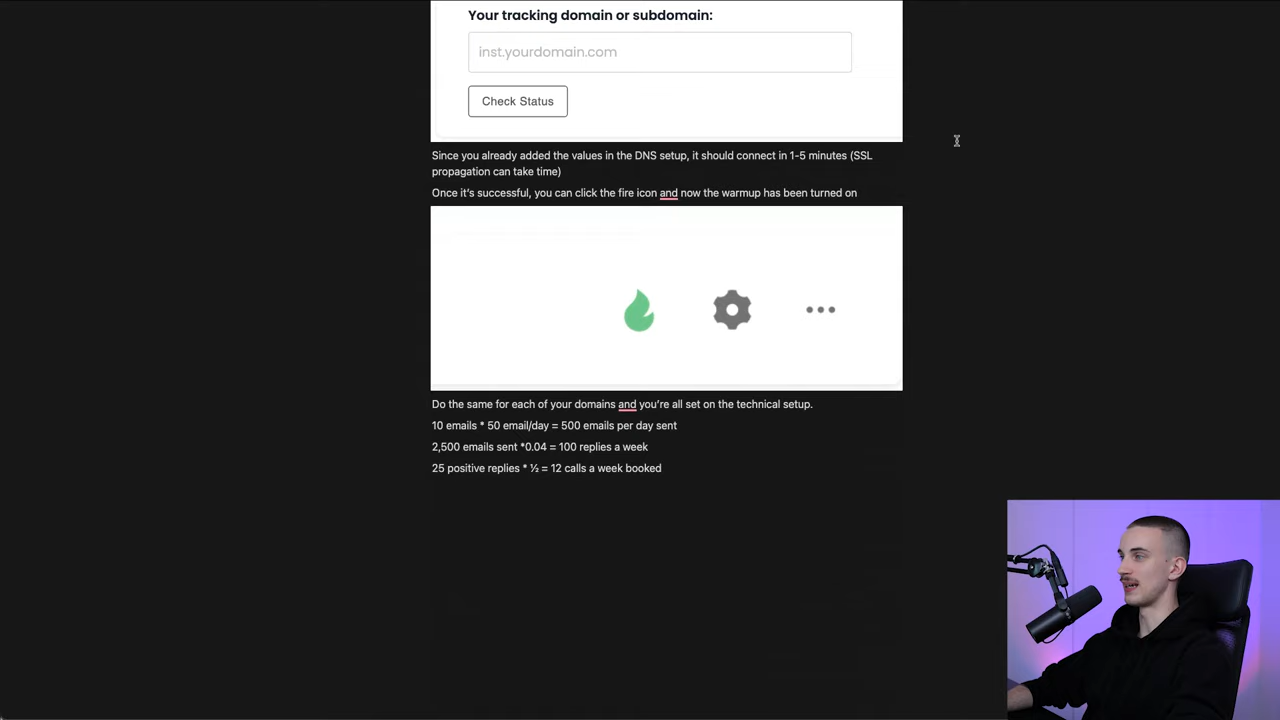 Your tracking domain or subdomain:
inst.yourdomain.com
Check Status
Since you already added the values in the DNS setup, it should connect in 1-5 minutes (SSL
propagation can take time)
Once it's successful, you can click the fire icon and now the warmup has been turned on
Do the same for each of your domains and you're all set on the technical setup.
10 emails * 50 email/day = 500 emails per day sent
2,500 emails sent *0.04 = 100 replies a week
25 positive replies * ½ = 12 calls a week booked